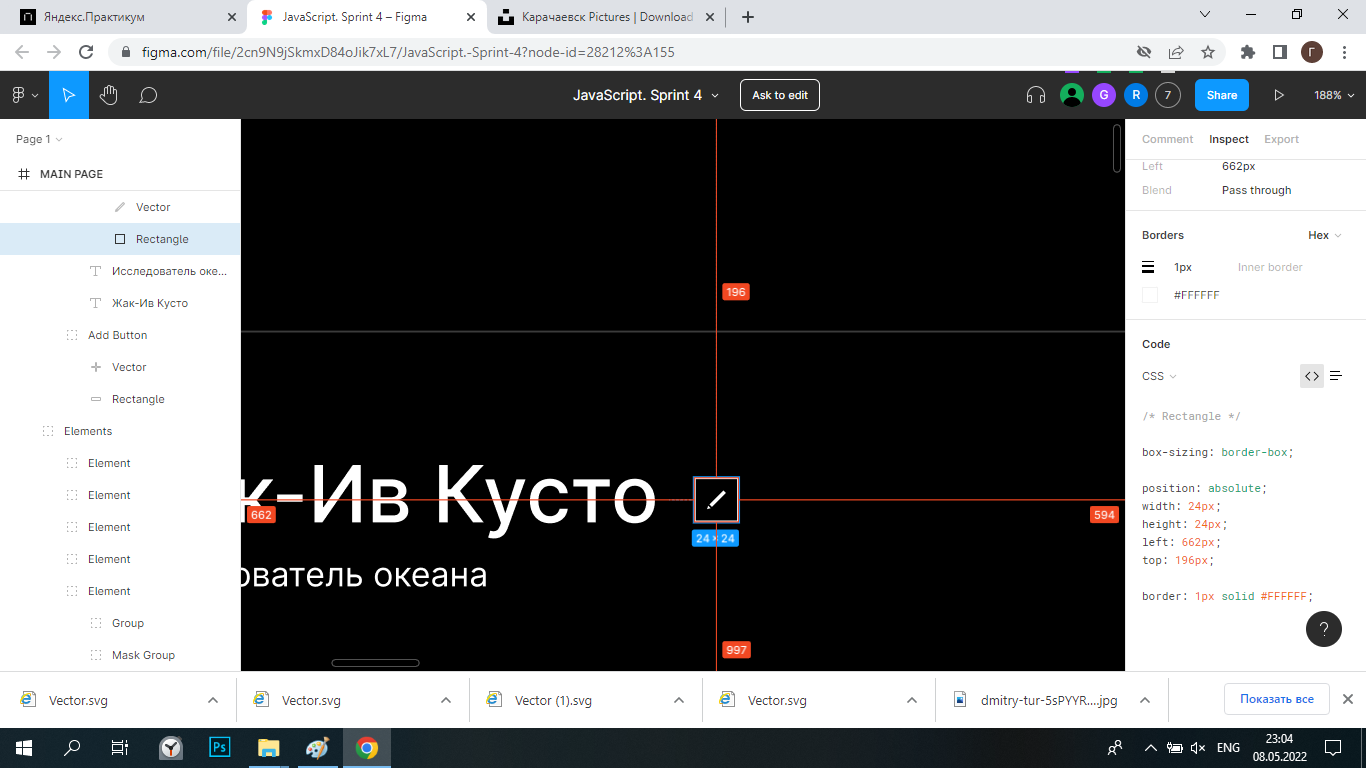 Яндекс.Практикум
JavaScript. Sprint 4 – Figma
Карачаевск Pictures | Download
figma.com/file/2cn9N9jSkmxD84oJik7xL7/JavaScript.-Sprint-4?node-id=28212%3A155
Г
JavaScript. Sprint 4
Ask to edit
G
R
7
Share
188%
Page 1
MAIN PAGE
Vector
Rectangle
Исследователь оке...
Жак-Ив Кусто
Add Button
Vector
Rectangle
Elements
Element
Element
Element
Element
Element
Group
Mask Group
196
к-Ив Кусто
662
594
24 × 24
ователь океана
997
Comment
Inspect
Export
Left
662px
Blend
Pass through
Borders
Hex
1px
Inner border
#FFFFFF
Code
CSS
/* Rectangle */
box-sizing: border-box;
position: absolute;
width: 24px;
height: 24px;
left: 662px;
top: 196px;
border: 1px solid #FFFFFF;
?
Vector.svg
Vector.svg
Vector (1).svg
Vector.svg
dmitry-tur-5sPYYR....jpg
Показать все
Ps
ENG
23:04
08.05.2022